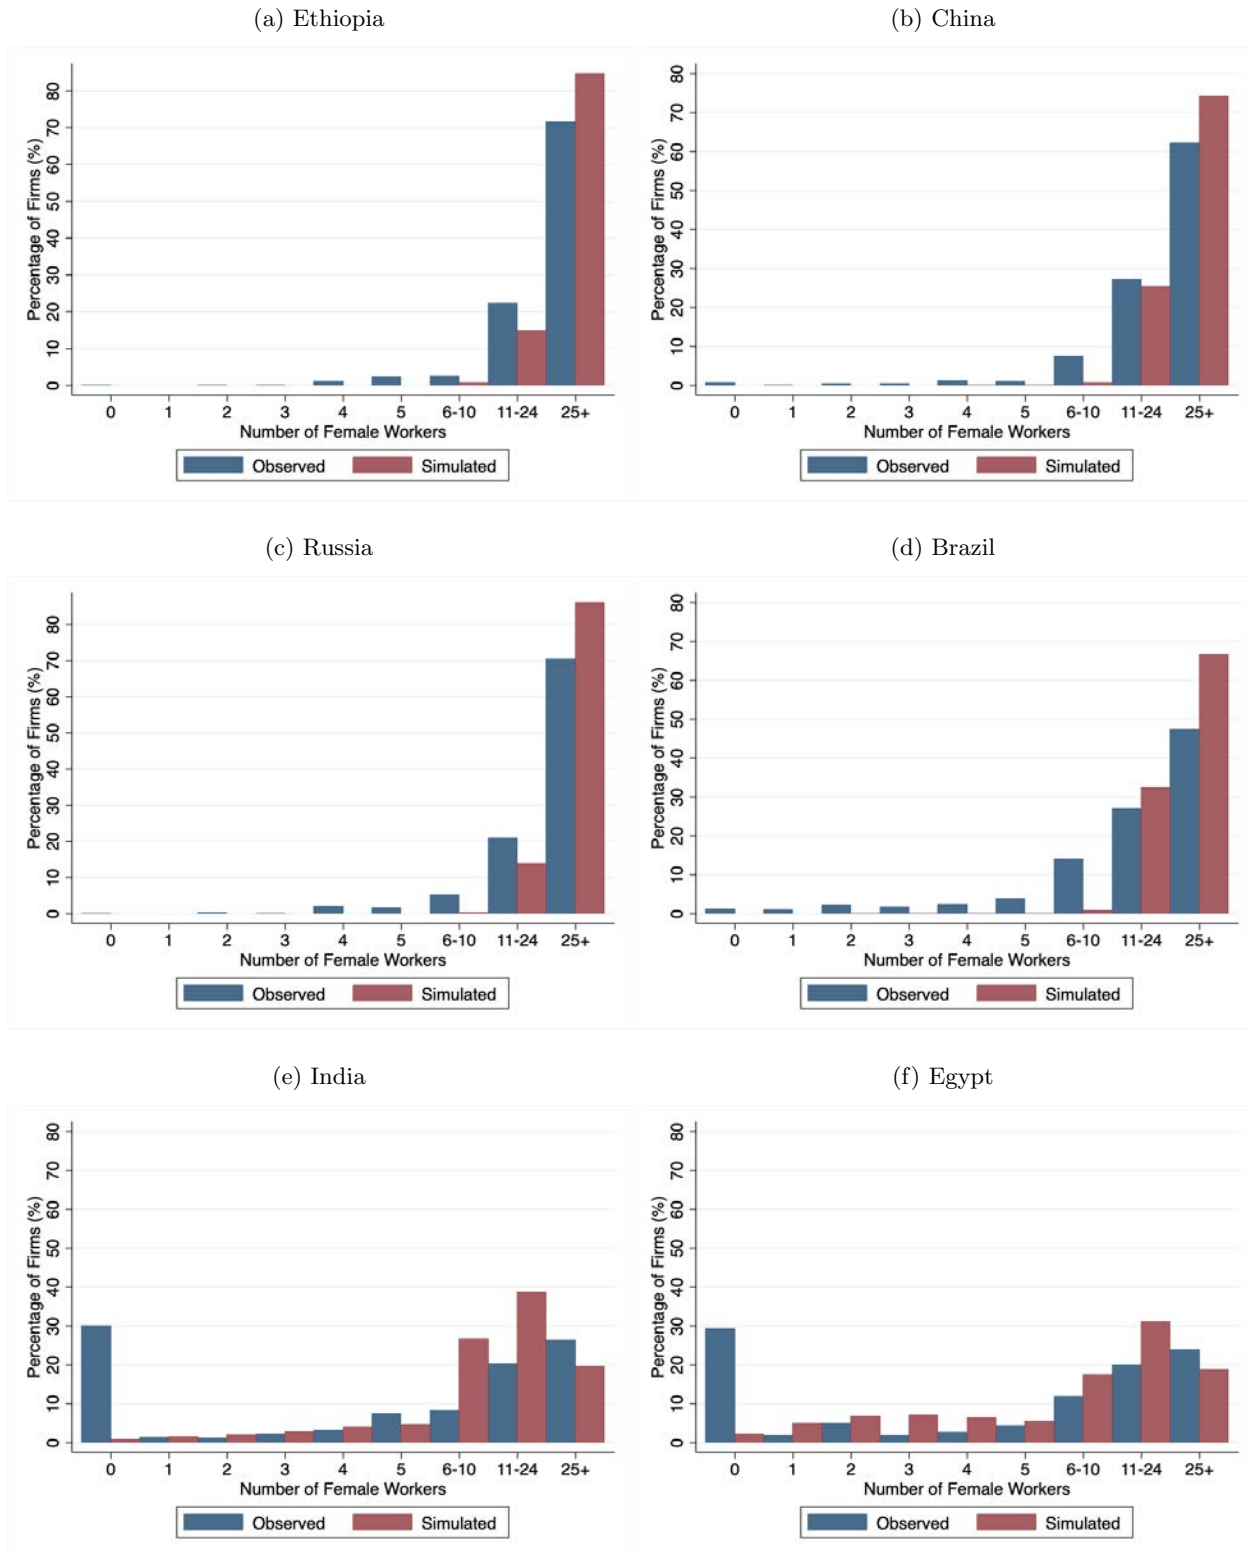 (a) Ethiopia
Percentage of Firms (%)
80
70
60
50
40
30
20
10
0
0 1 2 3 4 5 6-10 11-24 25+
Number of Female Workers
Observed Simulated
(b) China
Percentage of Firms (%)
80
70
60
50
40
30
20
10
0
0 1 2 3 4 5 6-10 11-24 25+
Number of Female Workers
Observed Simulated
(c) Russia
Percentage of Firms (%)
80
70
60
50
40
30
20
10
0
0 1 2 3 4 5 6-10 11-24 25+
Number of Female Workers
Observed Simulated
(d) Brazil
Percentage of Firms (%)
80
70
60
50
40
30
20
10
0
0 1 2 3 4 5 6-10 11-24 25+
Number of Female Workers
Observed Simulated
(e) India
Percentage of Firms (%)
80
70
60
50
40
30
20
10
0
0 1 2 3 4 5 6-10 11-24 25+
Number of Female Workers
Observed Simulated
(f) Egypt
Percentage of Firms (%)
80
70
60
50
40
30
20
10
0
0 1 2 3 4 5 6-10 11-24 25+
Number of Female Workers
Observed Simulated